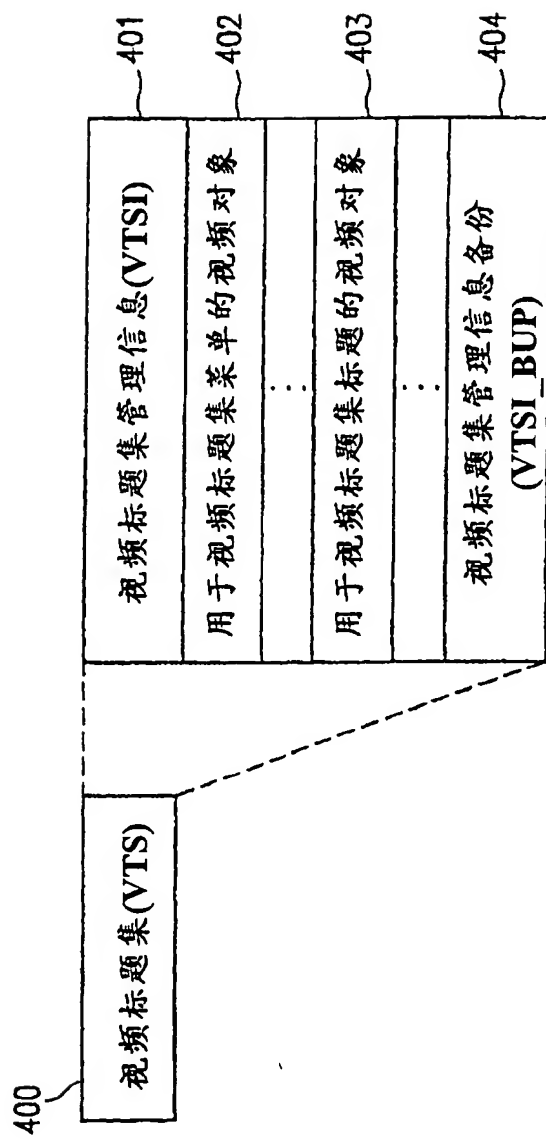 400
视频标题集(VTS)
视频标题集管理信息(VTSI)
401
用于视频标题集菜单的视频对象
402
...
用于视频标题集标题的视频对象
403
...
视频标题集管理信息备份
(VTSI_BUP)
404